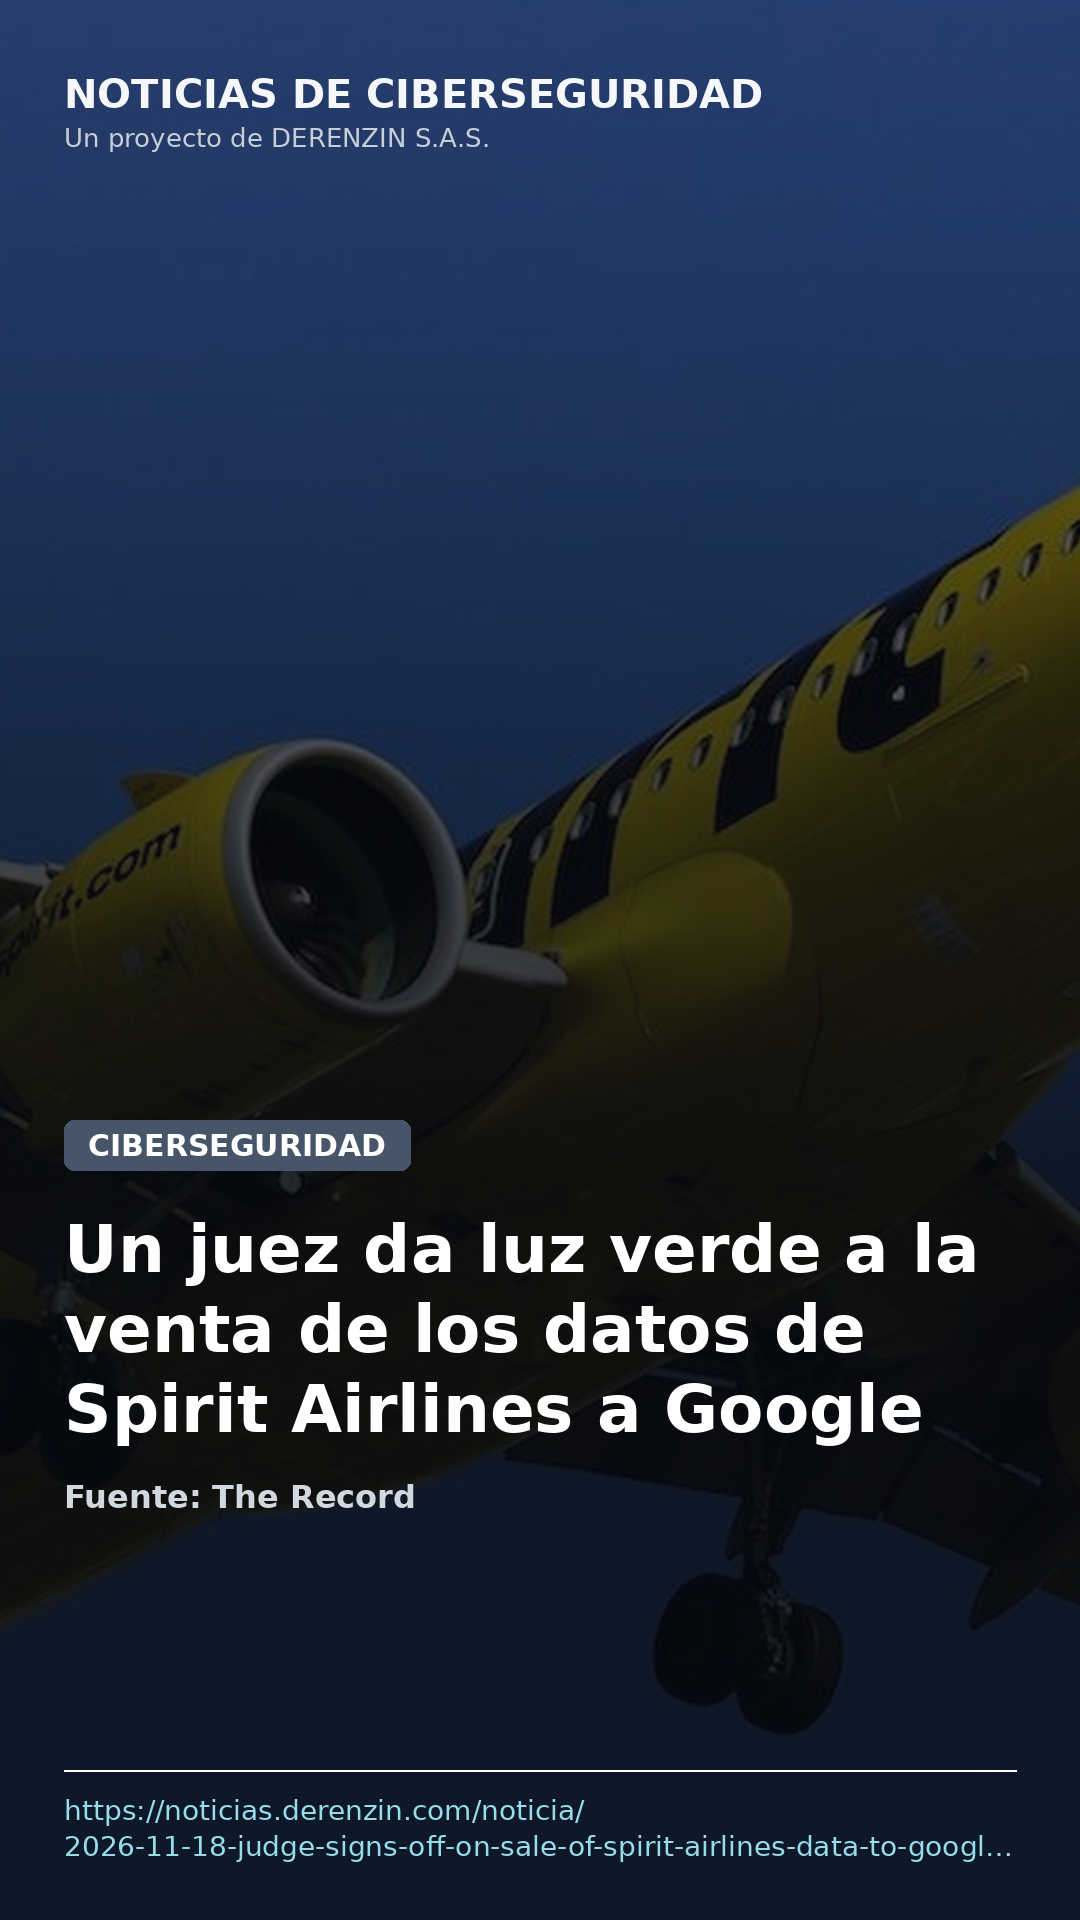 NOTICIAS DE CIBERSEGURIDAD
Un proyecto de DERENZIN S.A.S.
spirit.com
CIBERSEGURIDAD
Un juez da luz verde a la
venta de los datos de
Spirit Airlines a Google
Fuente: The Record
https://noticias.derenzin.com/noticia/
2026-11-18-judge-signs-off-on-sale-of-spirit-airlines-data-to-googl...